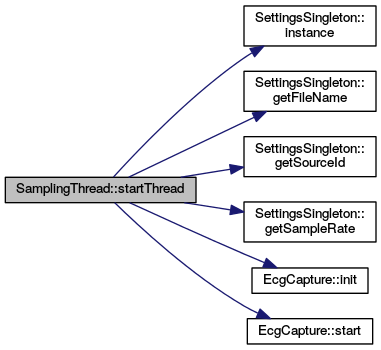 SamplingThread::startThread
SettingsSingleton::
instance
SettingsSingleton::
getFileName
SettingsSingleton::
getSourceId
SettingsSingleton::
getSampleRate
EcgCapture::init
EcgCapture::start